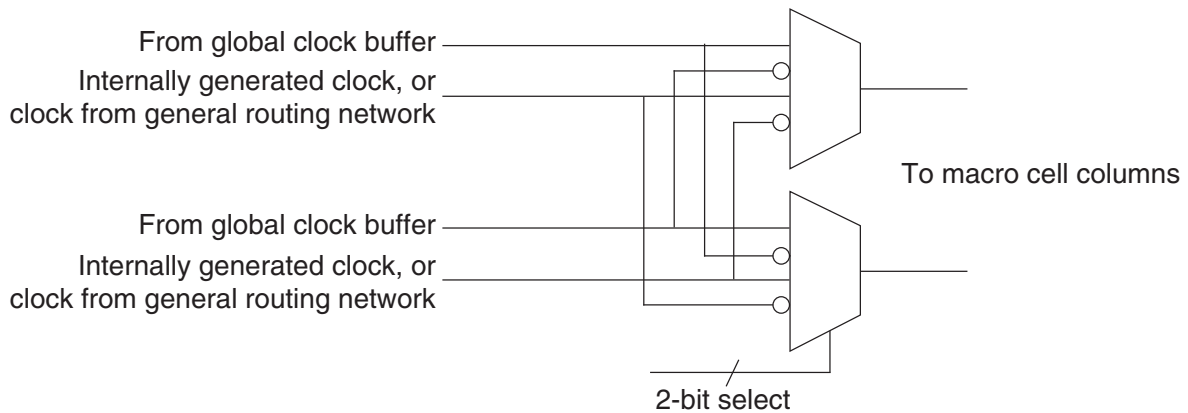 From global clock buffer
Internally generated clock, or
clock from general routing network
To macro cell columns
From global clock buffer
Internally generated clock, or
clock from general routing network
2-bit select